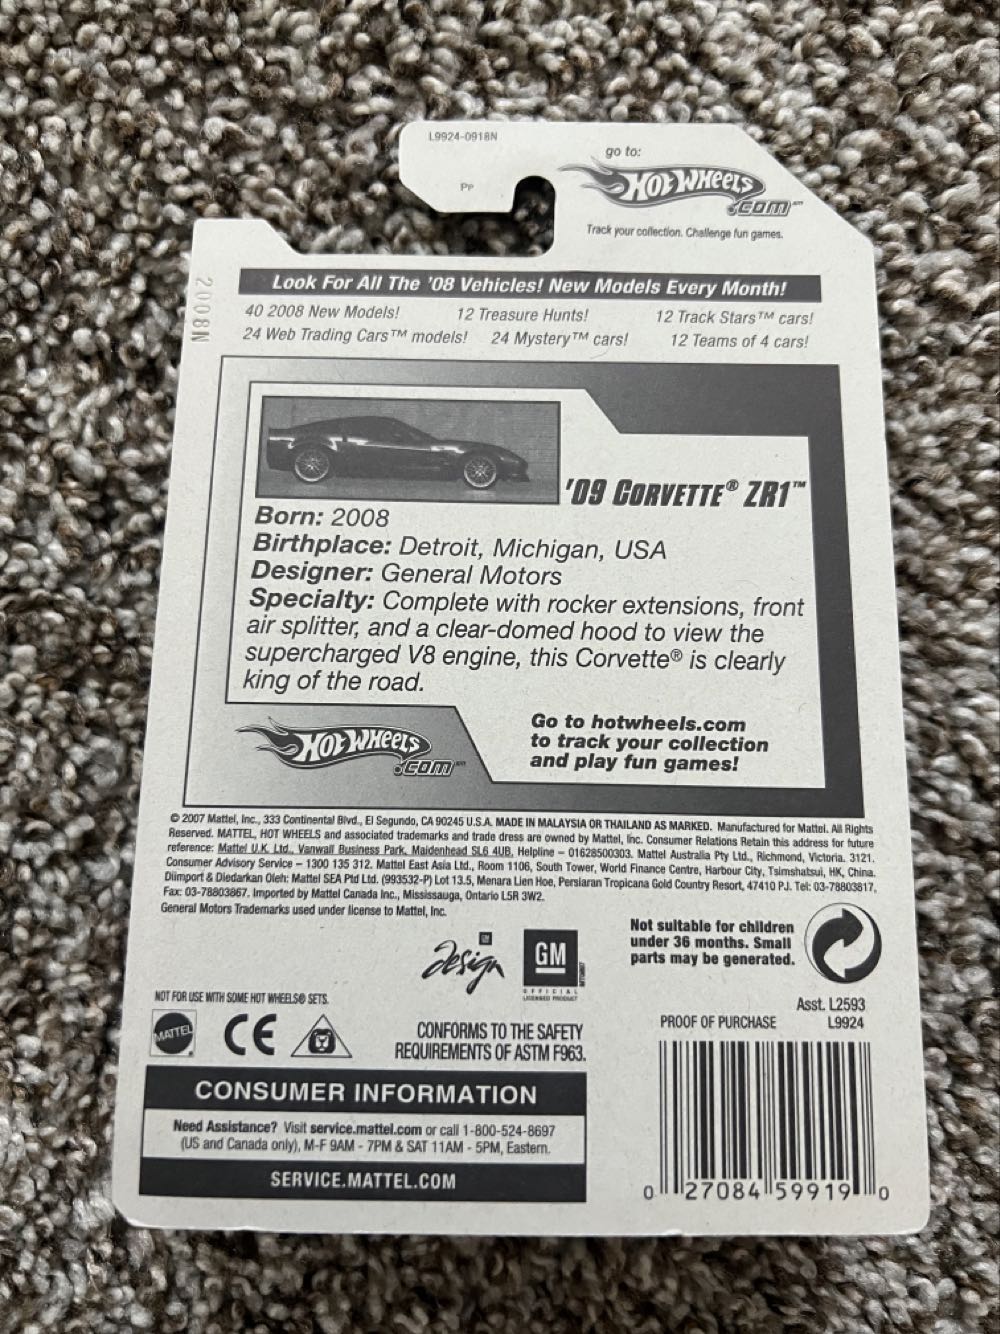 L9924-0918N
go to:
PP
HOT WHEELS
.COM
Track your collection. Challenge fun games.
2008N
Look For All The '08 Vehicles! New Models Every Month!
40 2008 New Models! 12 Treasure Hunts! 12 Track Stars™ cars!
24 Web Trading Cars™ models! 24 Mystery™ cars! 12 Teams of 4 cars!
'09 CORVETTE® ZR1™
Born: 2008
Birthplace: Detroit, Michigan, USA
Designer: General Motors
Specialty: Complete with rocker extensions, front
air splitter, and a clear-domed hood to view the
supercharged V8 engine, this Corvette® is clearly
king of the road.
HOT WHEELS
.COM
Go to hotwheels.com
to track your collection
and play fun games!
© 2007 Mattel, Inc., 333 Continental Blvd., El Segundo, CA 90245 U.S.A. MADE IN MALAYSIA OR THAILAND AS MARKED. Manufactured for Mattel. All Rights
Reserved. MATTEL, HOT WHEELS and associated trademarks and trade dress are owned by Mattel, Inc. Consumer Relations Retain this address for future
reference: Mattel U.K. Ltd., Vanwall Business Park, Maidenhead SL6 4UB. Helpline – 01628500303. Mattel Australia Pty Ltd., Richmond, Victoria. 3121.
Consumer Advisory Service – 1300 135 312. Mattel East Asia Ltd., Room 1106, South Tower, World Finance Centre, Harbour City, Tsimshatsui, HK, China.
Diimport & Diedarkan Oleh: Mattel SEA Ptd Ltd. (993532-P) Lot 13.5, Menara Lien Hoe, Persiaran Tropicana Gold Country Resort, 47410 PJ. Tel: 03-78803817,
Fax: 03-78803867. Imported by Mattel Canada Inc., Mississauga, Ontario L5R 3W2.
General Motors Trademarks used under license to Mattel, Inc.
design
GM
OFFICIAL
LICENSED PRODUCT
Not suitable for children
under 36 months. Small
parts may be generated.
NOT FOR USE WITH SOME HOT WHEELS® SETS.
MATTEL
CE
CONFORMS TO THE SAFETY
REQUIREMENTS OF ASTM F963.
Asst. L2593
PROOF OF PURCHASE L9924
CONSUMER INFORMATION
Need Assistance? Visit service.mattel.com or call 1-800-524-8697
(US and Canada only), M-F 9AM - 7PM & SAT 11AM - 5PM, Eastern.
SERVICE.MATTEL.COM
0 27084 59919 0